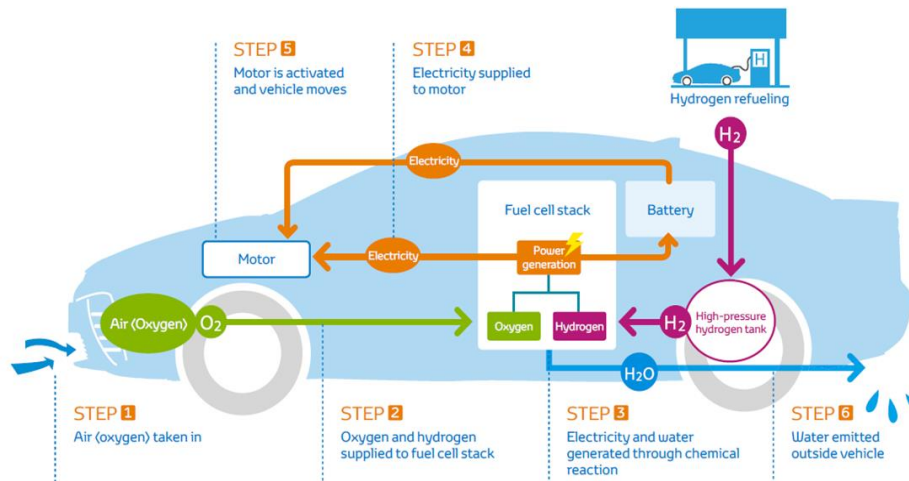 STEP 5
Motor is activated
and vehicle moves
STEP 4
Electricity supplied
to motor
H
Hydrogen refueling
H2
Electricity
Fuel cell stack
Battery
Motor
Electricity
Power
generation
Air (Oxygen)
O2
Oxygen
Hydrogen
H2
High-pressure
hydrogen tank
H2O
STEP 1
Air (oxygen) taken in
STEP 2
Oxygen and hydrogen
supplied to fuel cell stack
STEP 3
Electricity and water
generated through chemical
reaction
STEP 6
Water emitted
outside vehicle